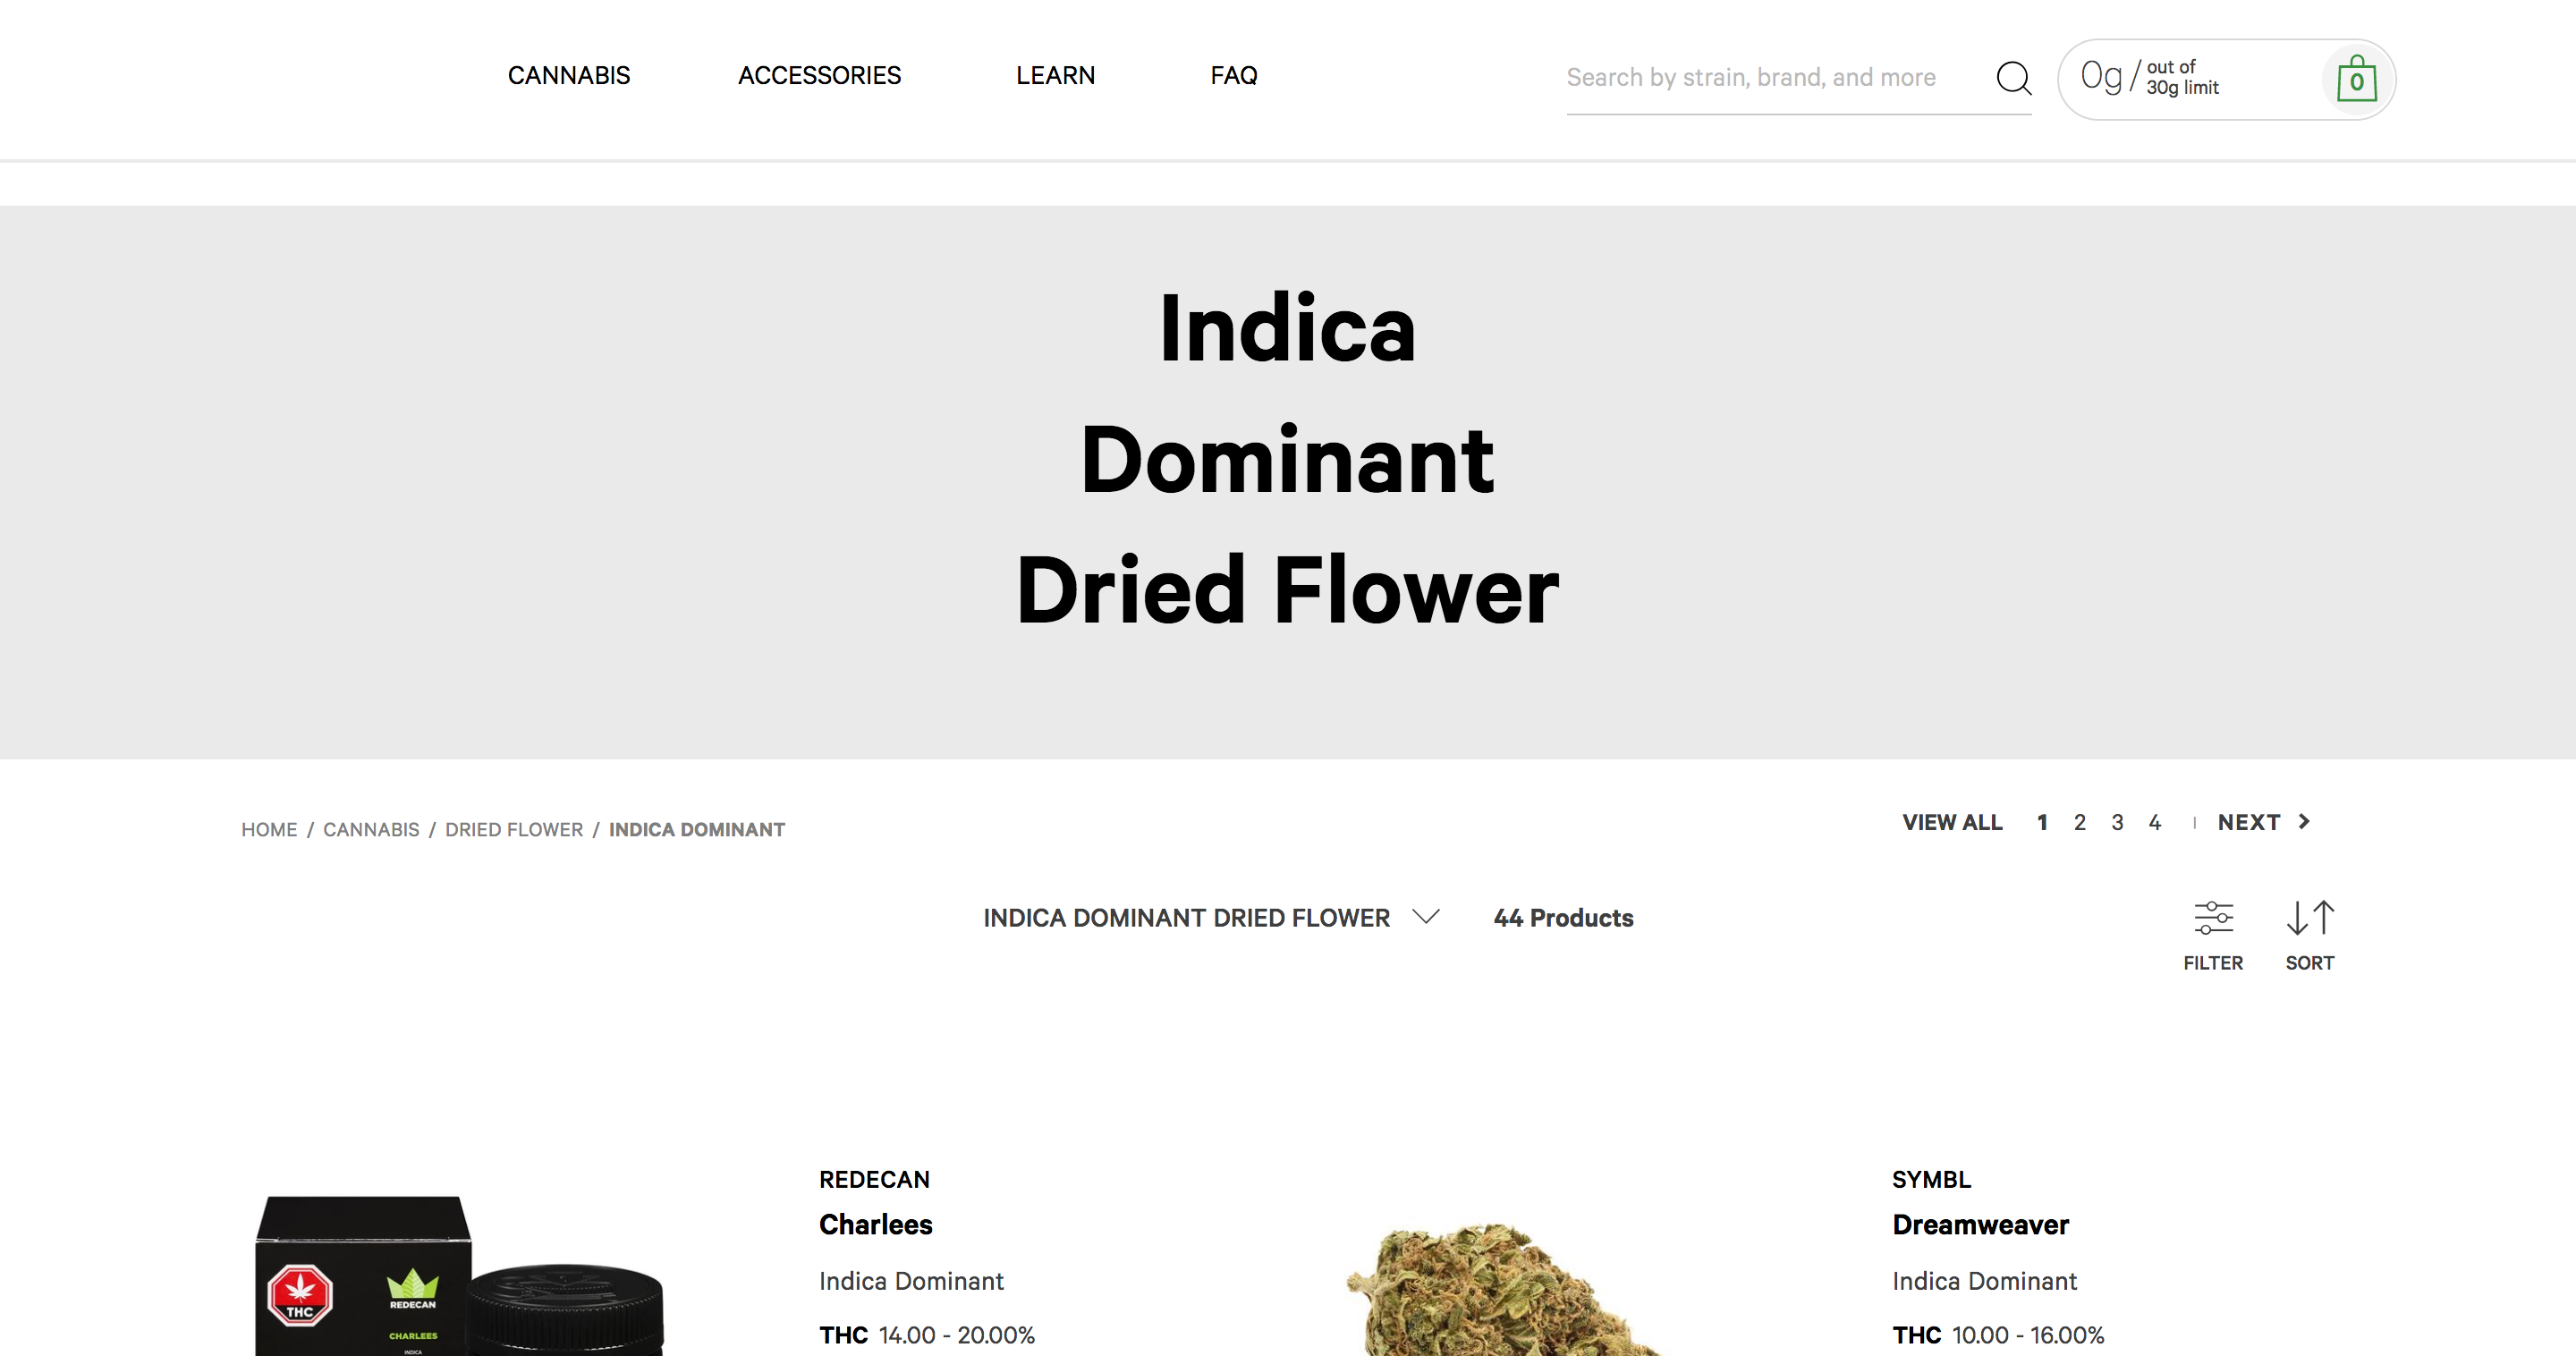 CANNABIS
ACCESSORIES
LEARN
FAQ
Search by strain, brand, and more
0g / out of
30g limit
0
Indica
Dominant
Dried Flower
HOME / CANNABIS / DRIED FLOWER / INDICA DOMINANT
VIEW ALL 1 2 3 4 | NEXT >
INDICA DOMINANT DRIED FLOWER
44 Products
FILTER
SORT
THC
REDECAN
CHARLEES
INDICA
REDECAN
Charlees
Indica Dominant
THC 14.00 - 20.00%
SYMBL
Dreamweaver
Indica Dominant
THC 10.00 - 16.00%